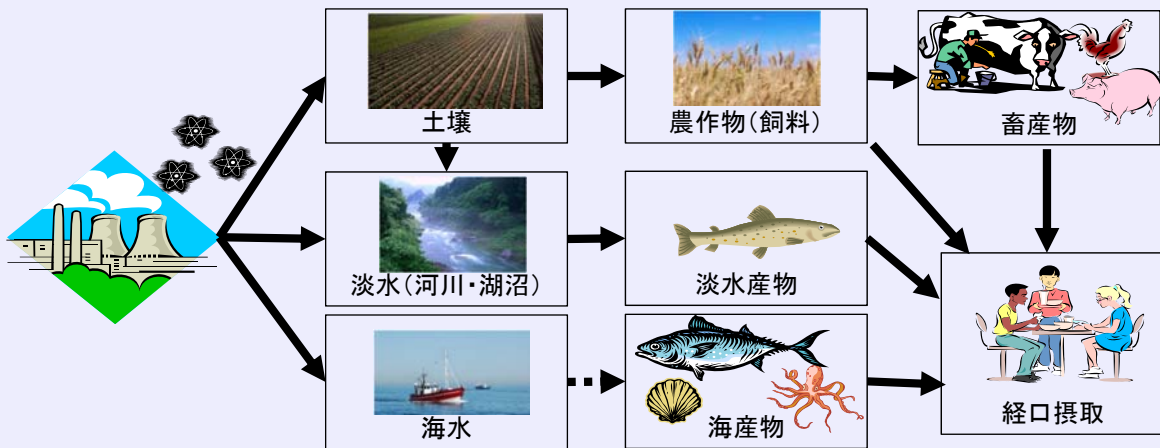 土壌
農作物(飼料)
畜産物
淡水(河川・湖沼)
淡水産物
海水
海産物
経口摂取